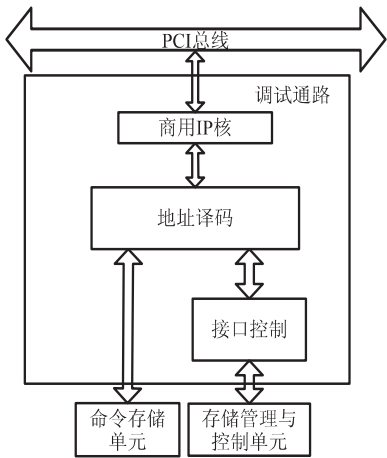 PCI总线
调试通路
商用IP核
地址译码
接口控制
命令存储
单元
存储管理与
控制单元